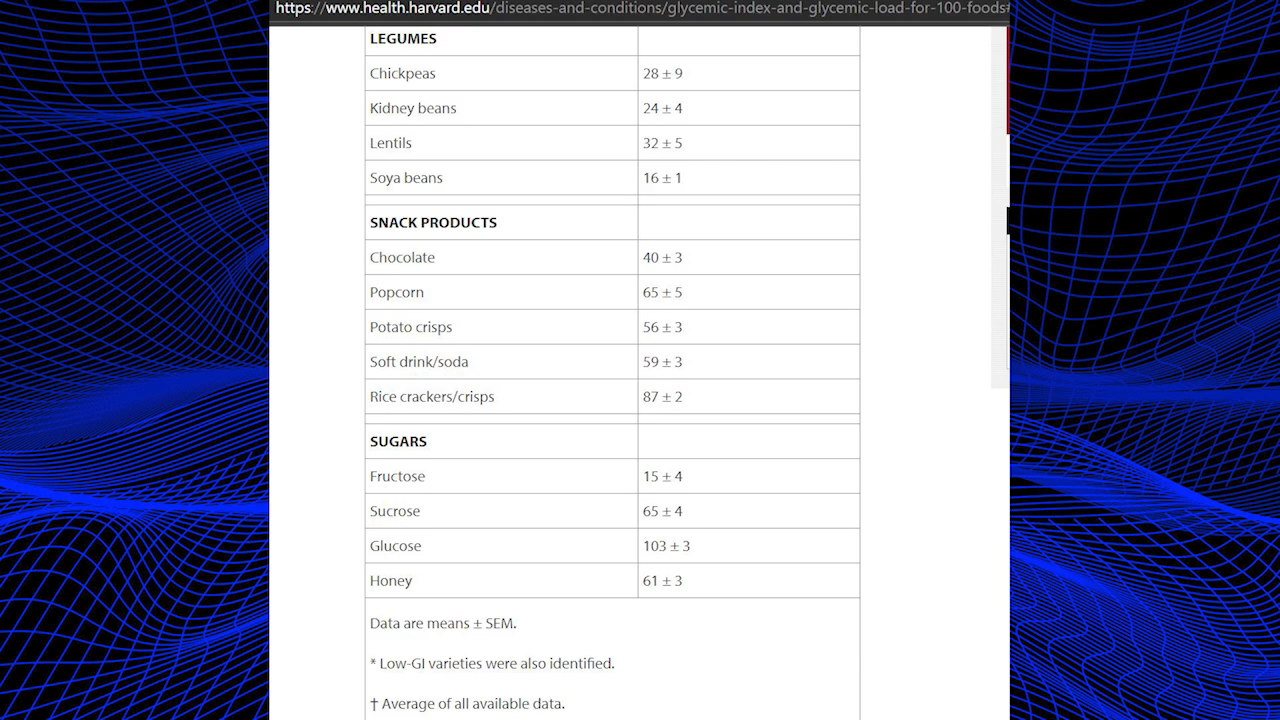 https://www.health.harvard.edu/diseases-and-conditions/glycemic-index-and-glycemic-load-for-100-foods
LEGUMES
Chickpeas 28 ± 9
Kidney beans 24 ± 4
Lentils 32 ± 5
Soya beans 16 ± 1
SNACK PRODUCTS
Chocolate 40 ± 3
Popcorn 65 ± 5
Potato crisps 56 ± 3
Soft drink/soda 59 ± 3
Rice crackers/crisps 87 ± 2
SUGARS
Fructose 15 ± 4
Sucrose 65 ± 4
Glucose 103 ± 3
Honey 61 ± 3
Data are means ± SEM.
* Low-GI varieties were also identified.
† Average of all available data.